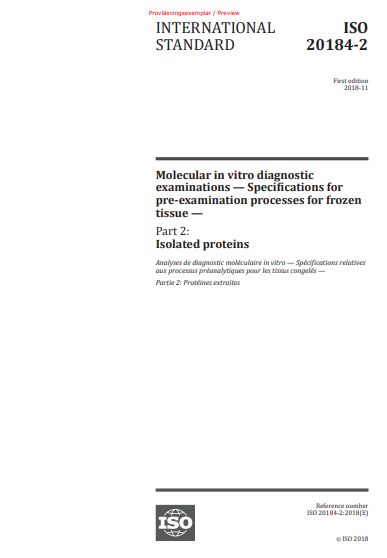 Provläsningsexemplar / Preview
INTERNATIONAL
STANDARD
ISO
20184-2
First edition
2018-11
Molecular in vitro diagnostic
examinations — Specifications for
pre-examination processes for frozen
tissue —
Part 2:
Isolated proteins
Analyses de diagnostic moléculaire in vitro — Spécifications relatives
aux processus préanalytiques pour les tissus congelés —
Partie 2: Protéines extraites
ISO
Reference number
ISO 20184-2:2018(E)
© ISO 2018